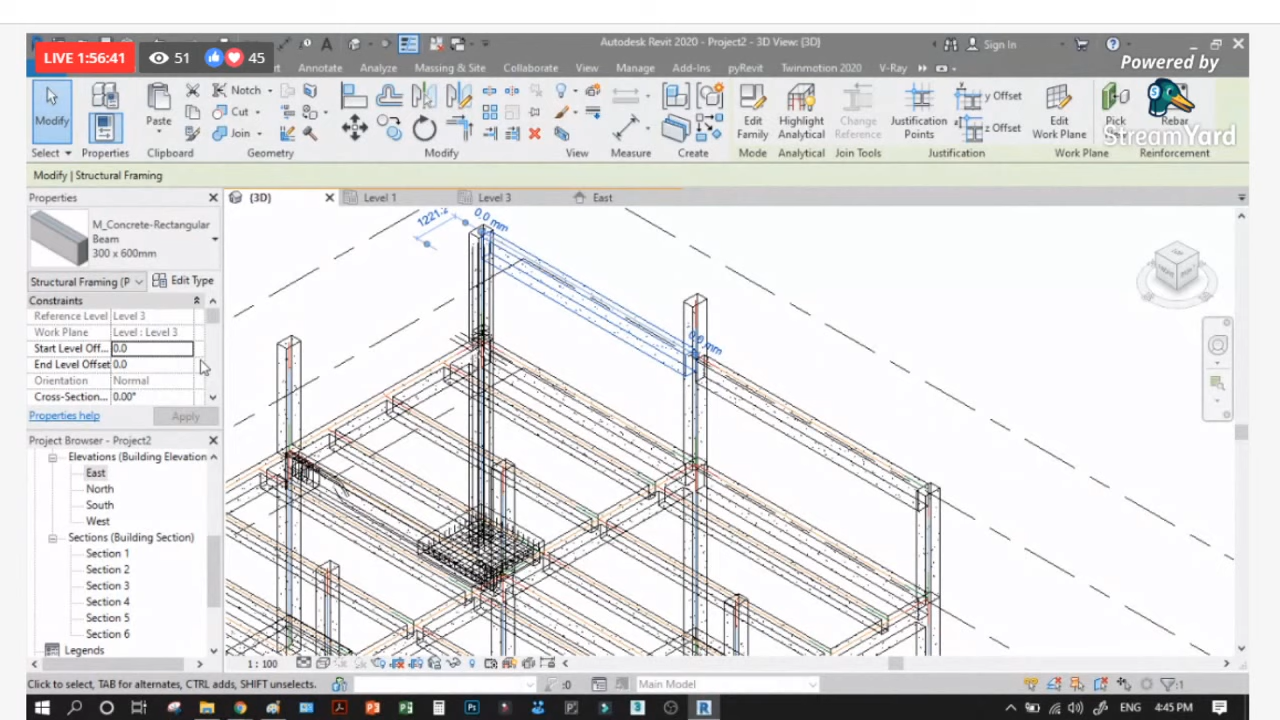 LIVE 1:56:41
51
45
Autodesk Revit 2020 - Project2 - 3D View: {3D}
Sign In
Powered by
StreamYard
Annotate
Analyze
Massing & Site
Collaborate
View
Manage
Add-Ins
pyRevit
Twinmotion 2020
V-Ray
Modify
Paste
Notch
Cut
Join
Edit Family
Highlight Analytical
Change Reference
Justification Points
y Offset
z Offset
Edit Work Plane
Pick
Rebar
Select
Properties
Clipboard
Geometry
Modify
View
Measure
Create
Mode
Analytical
Join Tools
Justification
Work Plane
Reinforcement
Modify | Structural Framing
Properties
{3D}
Level 1
Level 3
East
M_Concrete-Rectangular
Beam
300 x 600mm
Structural Framing (P
Edit Type
Constraints
Reference Level Level 3
Work Plane Level : Level 3
Start Level Off... 0.0
End Level Offset 0.0
Orientation Normal
Cross-Section... 0.00°
Properties help
Apply
Project Browser - Project2
Elevations (Building Elevation
East
North
South
West
Sections (Building Section)
Section 1
Section 2
Section 3
Section 4
Section 5
Section 6
Legends
0.0 mm
0.0 mm
1 : 100
Click to select, TAB for alternates, CTRL adds, SHIFT unselects.
:0
Main Model
:1
ENG
4:45 PM